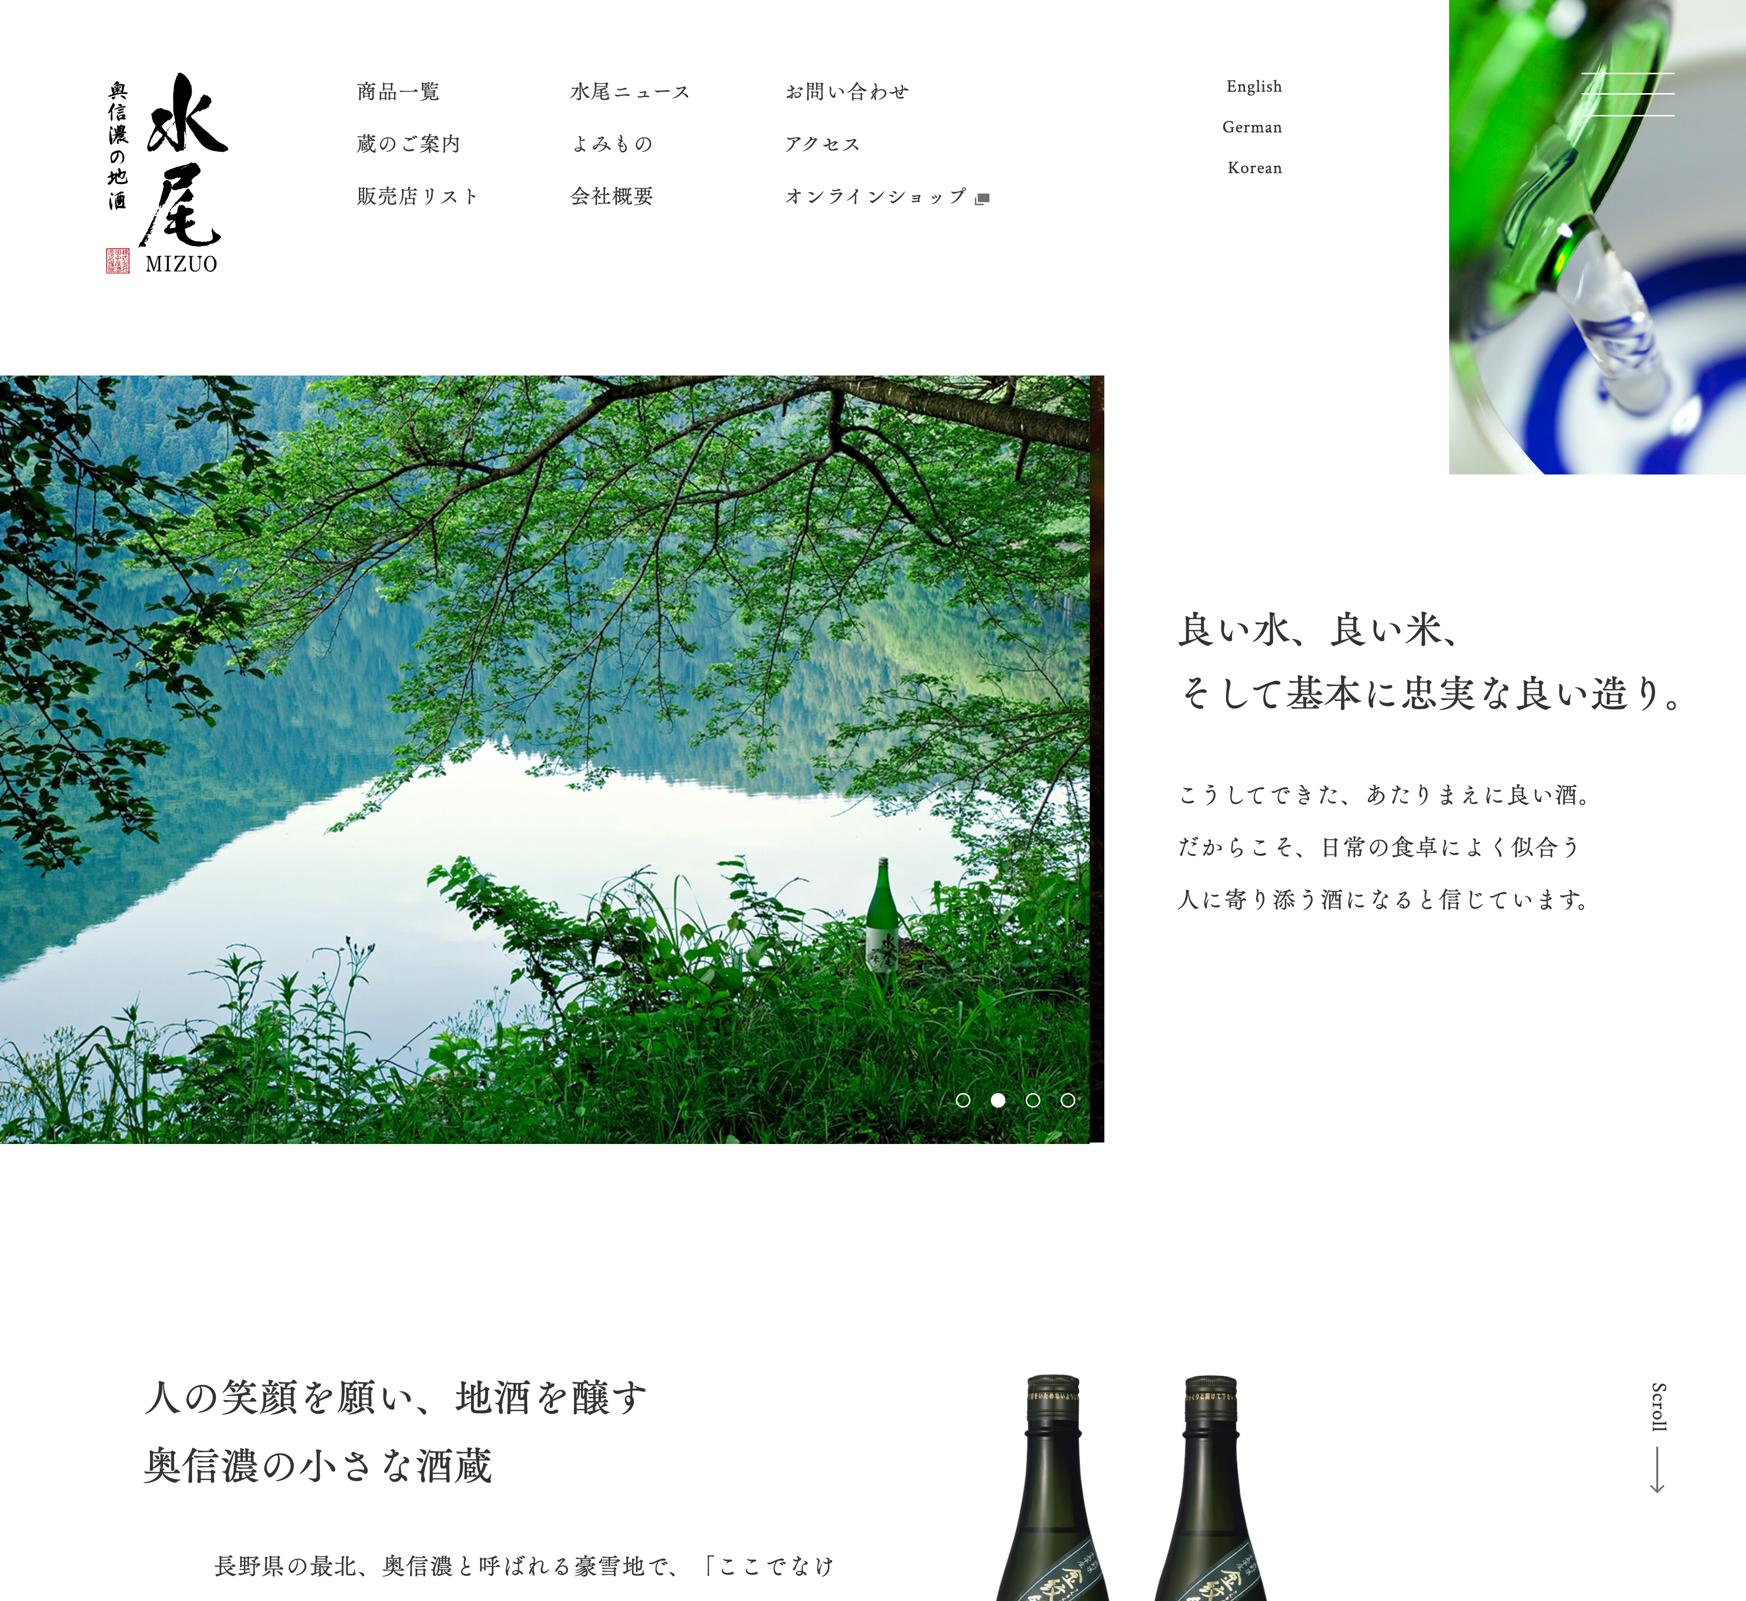 奥信濃の地酒
水尾
MIZUO
商品一覧
蔵のご案内
販売店リスト
水尾ニュース
よみもの
会社概要
お問い合わせ
アクセス
オンラインショップ
English
German
Korean
良い水、良い米、
そして基本に忠実な良い造り。
こうしてできた、あたりまえに良い酒。
だからこそ、日常の食卓によく似合う
人に寄り添う酒になると信じています。
水尾
人の笑顔を願い、地酒を醸す
奥信濃の小さな酒蔵
長野県の最北、奥信濃と呼ばれる豪雪地で、「ここでなけ
金紋
金紋
Scroll